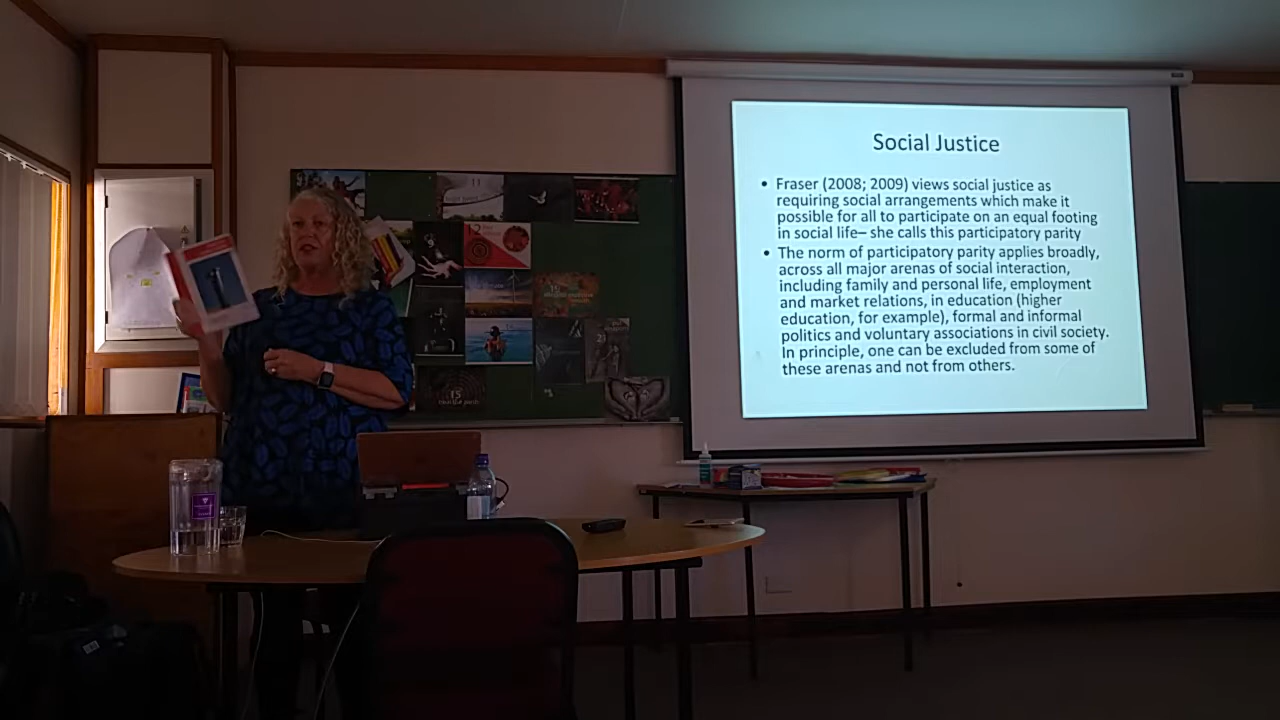 Social Justice
• Fraser (2008; 2009) views social justice as
requiring social arrangements which make it
possible for all to participate on an equal footing
in social life– she calls this participatory parity
• The norm of participatory parity applies broadly,
across all major arenas of social interaction,
including family and personal life, employment
and market relations, in education (higher
education, for example), formal and informal
politics and voluntary associations in civil society.
In principle, one can be excluded from some of
these arenas and not from others.
11
9
12
15